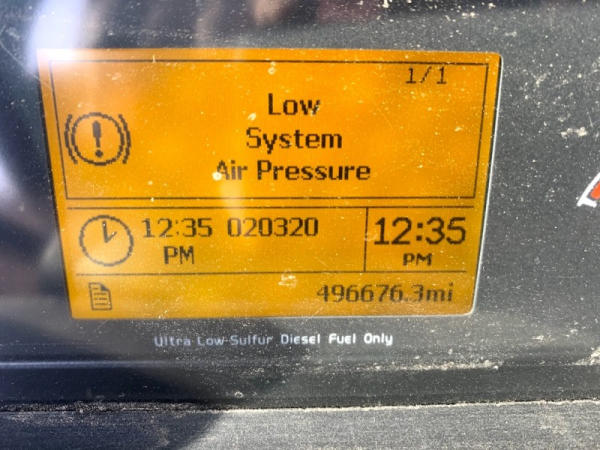 1/1
Low
System
Air Pressure
12:35 020320
PM
12:35
PM
496676.3mi
Ultra Low-Sulfur Diesel Fuel Only